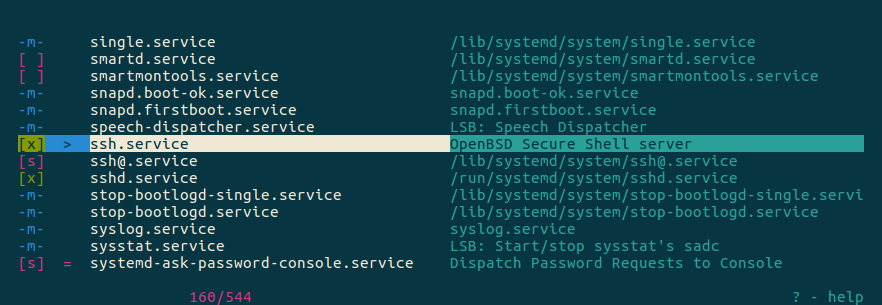 -m- single.service /lib/systemd/system/single.service
[ ] smartd.service /lib/systemd/system/smartd.service
[ ] smartmontools.service /lib/systemd/system/smartmontools.service
-m- snapd.boot-ok.service snapd.boot-ok.service
-m- snapd.firstboot.service snapd.firstboot.service
-m- speech-dispatcher.service LSB: Speech Dispatcher
[x] > ssh.service OpenBSD Secure Shell server
[s] ssh@.service /lib/systemd/system/ssh@.service
[x] sshd.service /run/systemd/system/sshd.service
-m- stop-bootlogd-single.service /lib/systemd/system/stop-bootlogd-single.servi
-m- stop-bootlogd.service /lib/systemd/system/stop-bootlogd.service
-m- syslog.service syslog.service
-m- sysstat.service LSB: Start/stop sysstat's sadc
[s] = systemd-ask-password-console.service Dispatch Password Requests to Console
160/544 ? - help